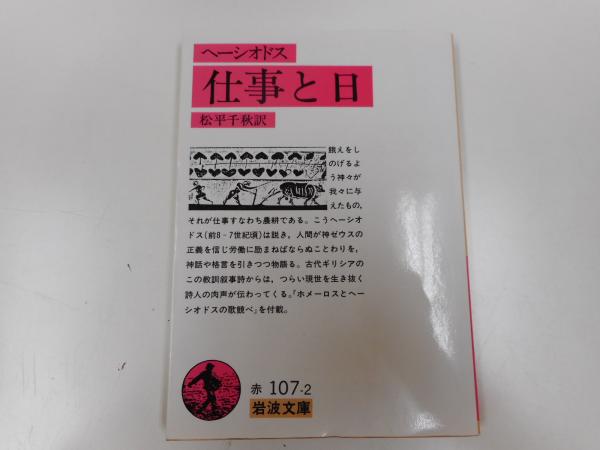 ヘーシオドス
仕事と日
松平千秋訳
餓えをし
のげるよ
う神々が
我々に与
えたもの,
それが仕事すなわち農耕である。こうヘーシオ
ドス(前8-7世紀頃)は説き,人間が神ゼウスの
正義を信じ労働に励まねばならぬことわりを,
神話や格言を引きつつ物語る。古代ギリシアの
この教訓叙事詩からは,つらい現世を生き抜く
詩人の肉声が伝わってくる。「ホメーロスとヘー
シオドスの歌競べ」を付載。
赤 107-2
岩波文庫